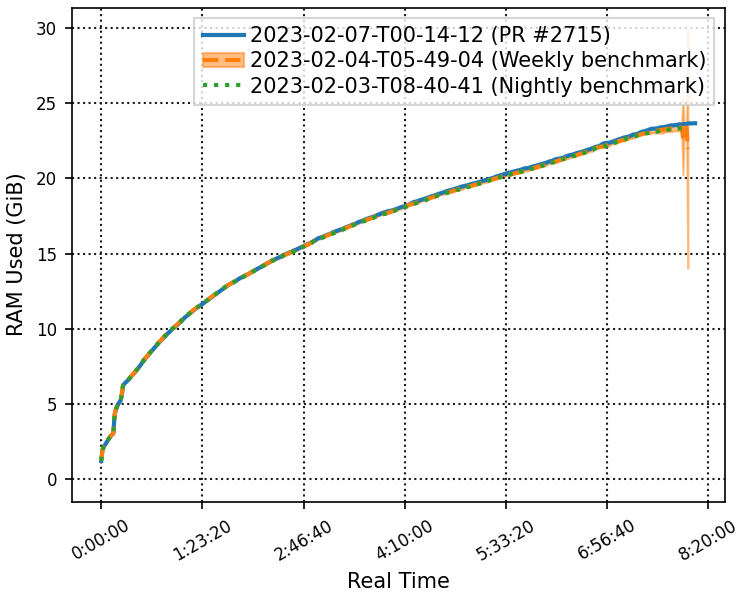 2023-02-07-T00-14-12 (PR #2715)
2023-02-04-T05-49-04 (Weekly benchmark)
2023-02-03-T08-40-41 (Nightly benchmark)
30
25
20
15
10
5
0
RAM Used (GiB)
0:00:00
1:23:20
2:46:40
4:10:00
5:33:20
6:56:40
8:20:00
Real Time